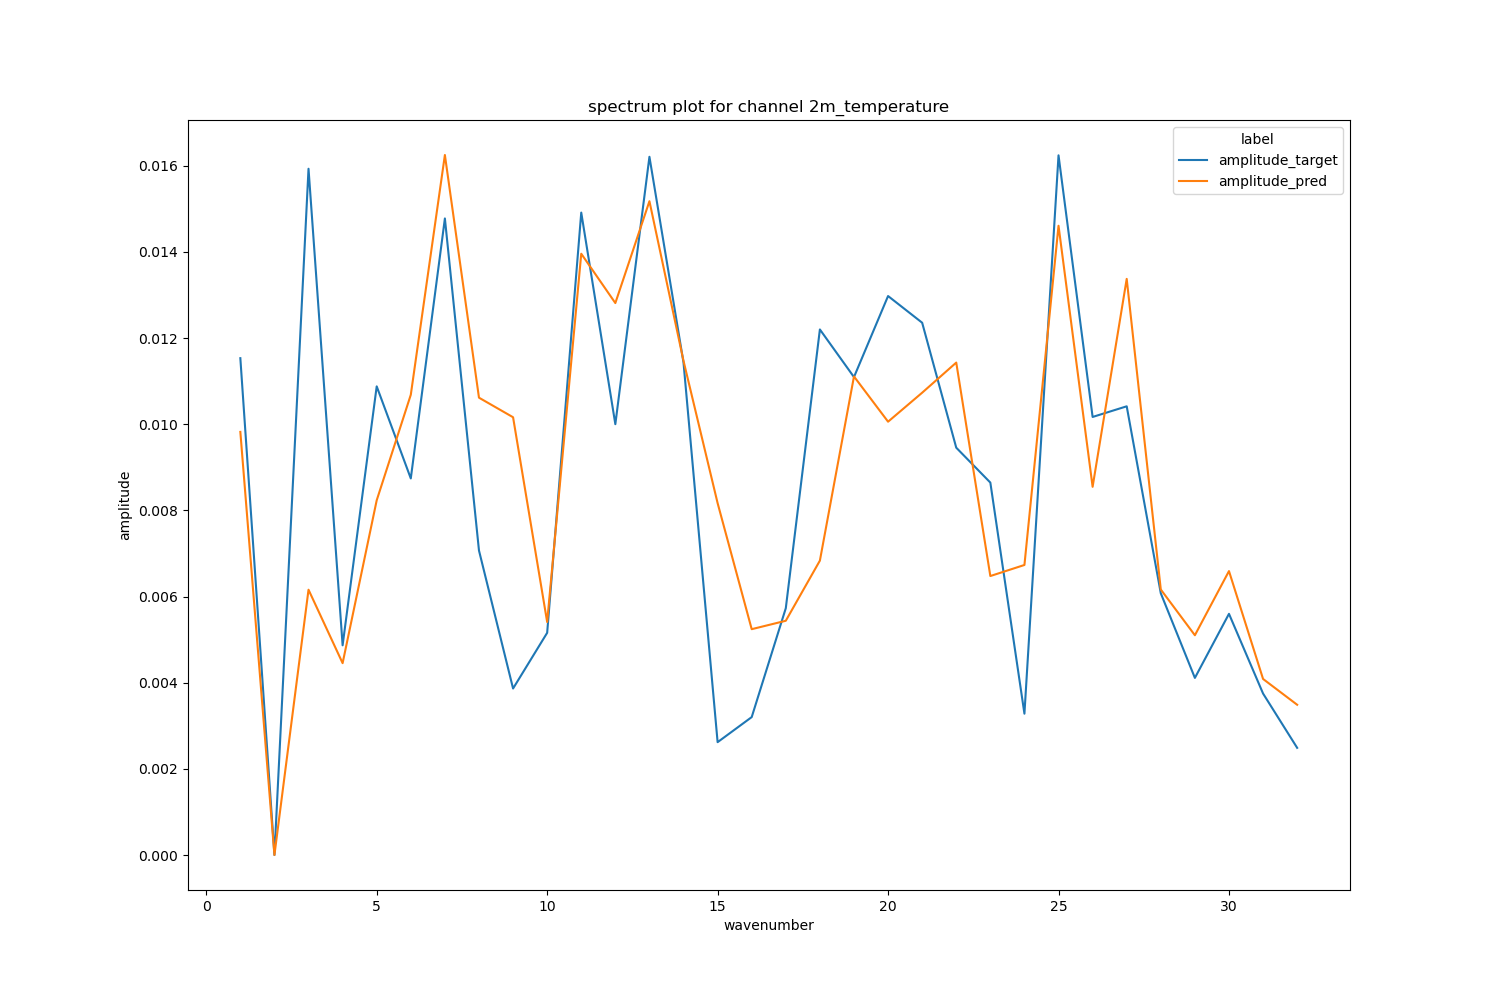 spectrum plot for channel 2m_temperature
label
amplitude_target
amplitude_pred
amplitude
0.016
0.014
0.012
0.010
0.008
0.006
0.004
0.002
0.000
0 5 10 15 20 25 30
wavenumber